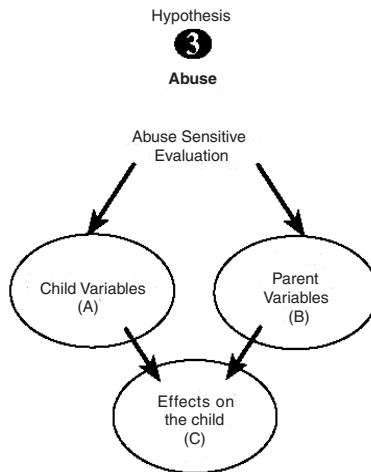 Hypothesis
3
Abuse
Abuse Sensitive
Evaluation
Child Variables
(A)
Parent
Variables
(B)
Effects on
the child
(C)